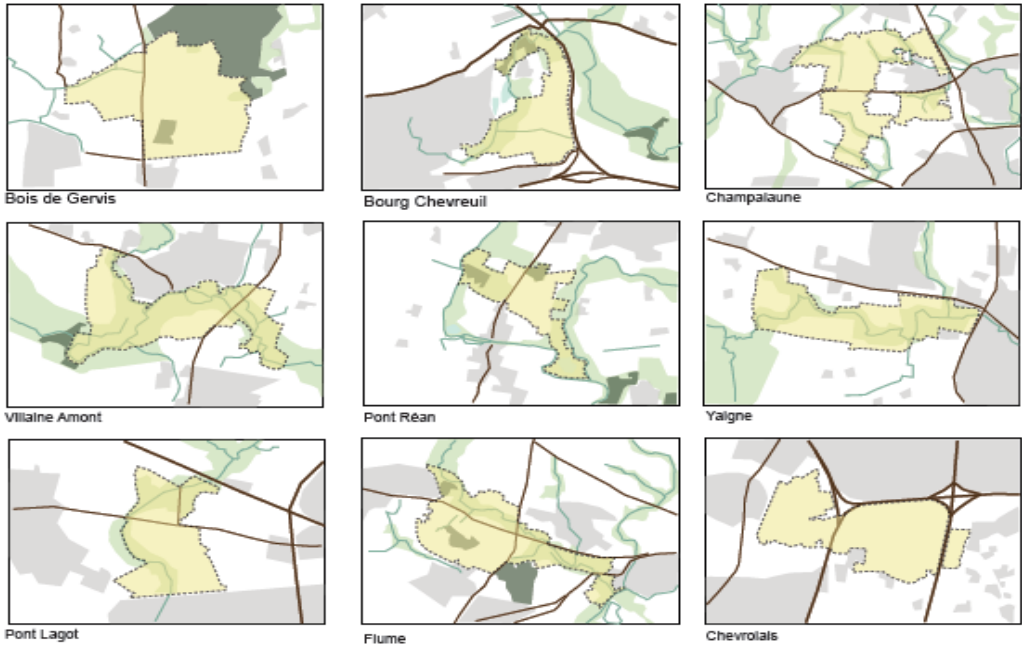 Bois de Gervis
Bourg Chevreuil
Champalaune
Vilaine Amont
Pont Réan
Yaigne
Pont Lagot
Flume
Chevrolais